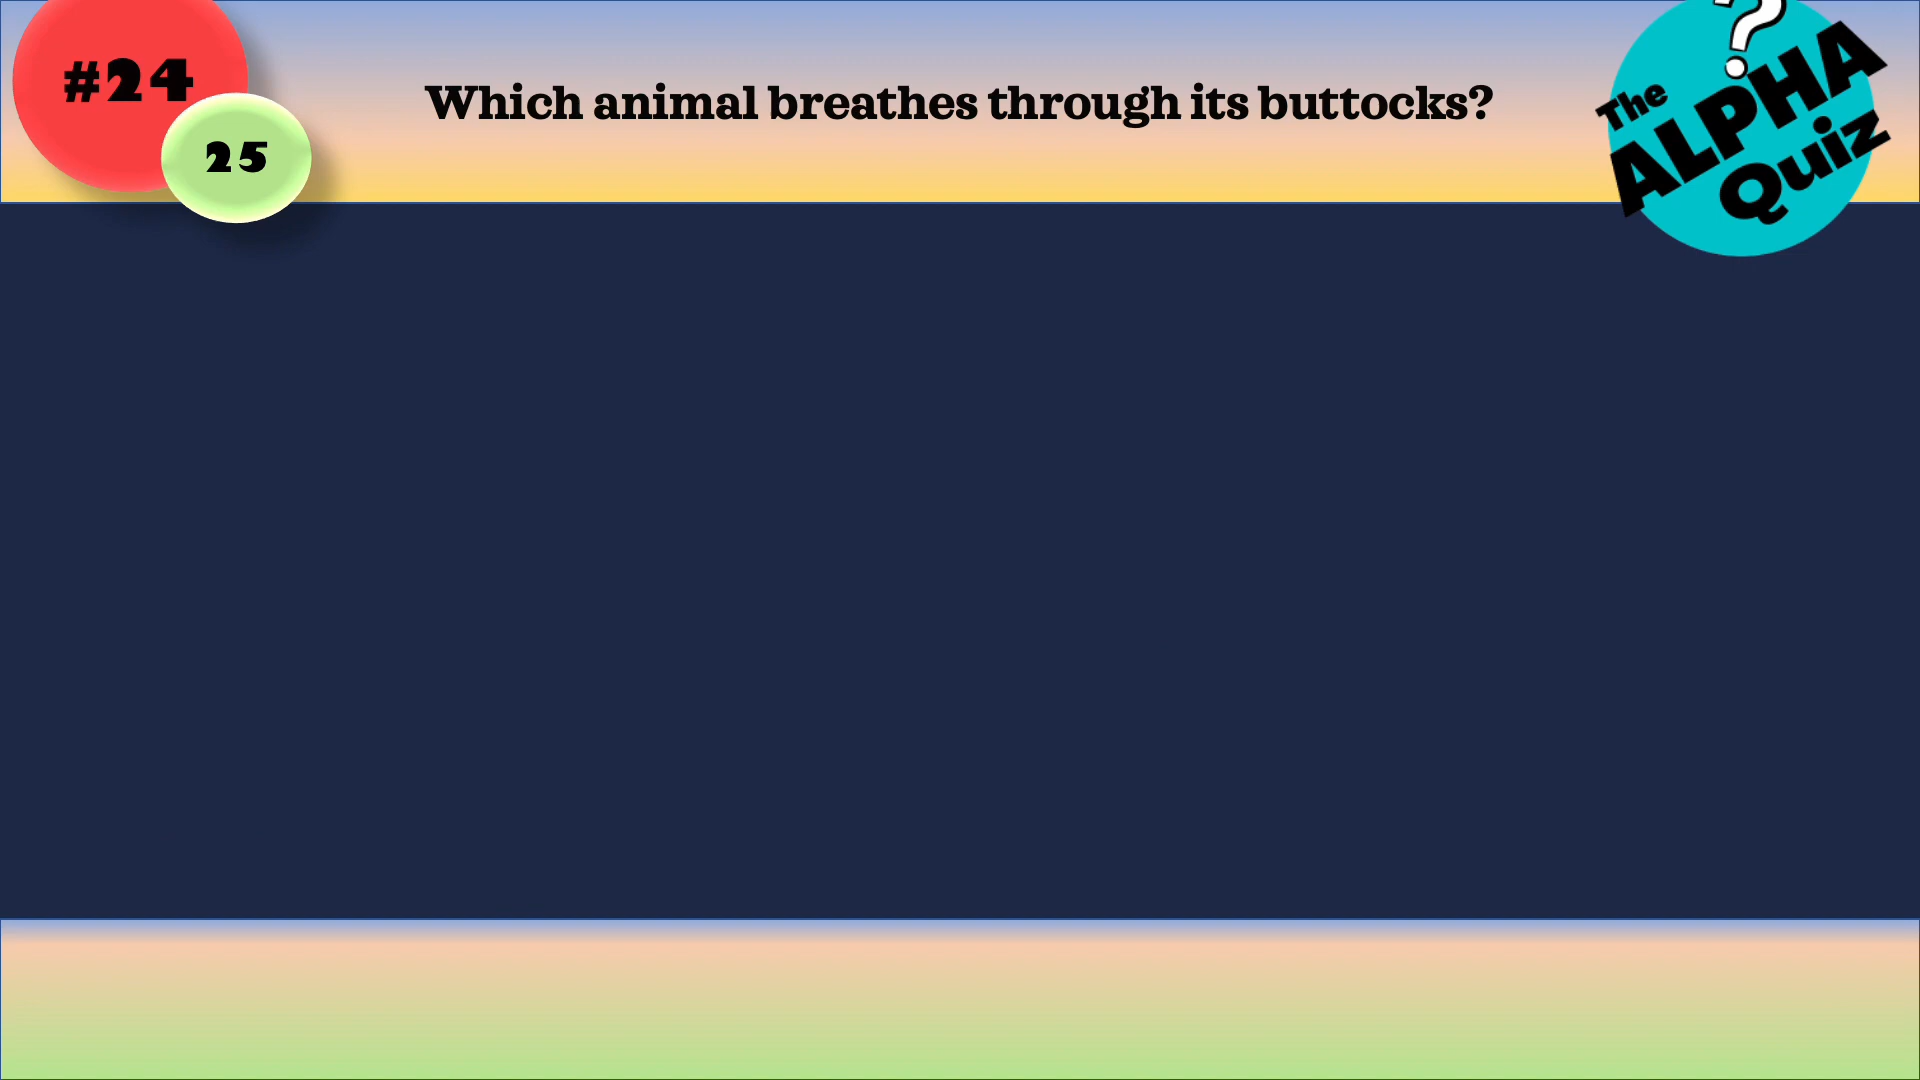 #24
25
Which animal breathes through its buttocks?
?
The
ALPHA
Quiz